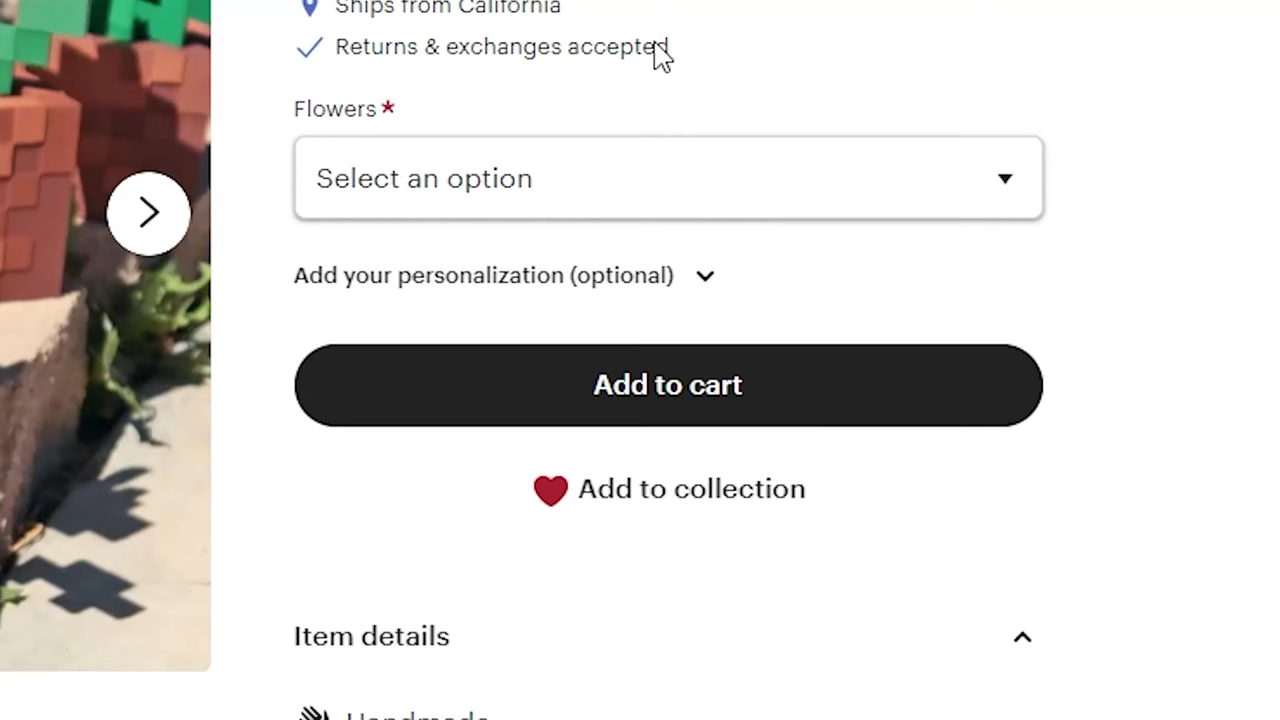 Ships from California
Returns & exchanges accepted
Flowers*
Select an option
Add your personalization (optional)
Add to cart
Add to collection
Item details
Handmade